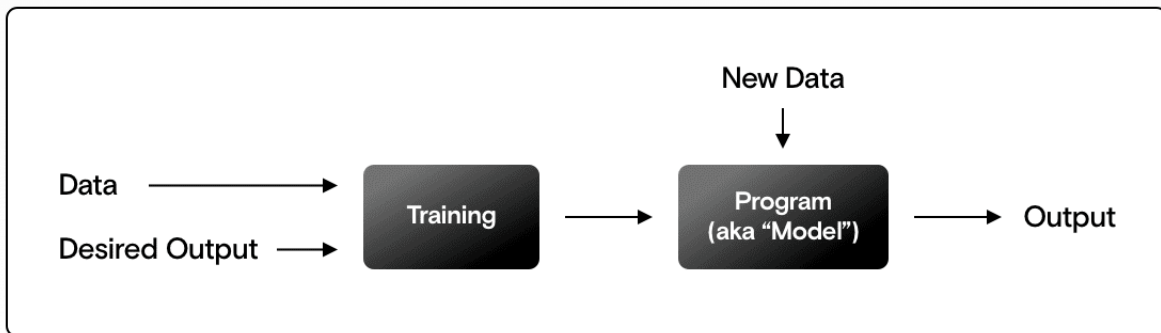 New Data
Data
Training
Program
(aka “Model”)
Output
Desired Output